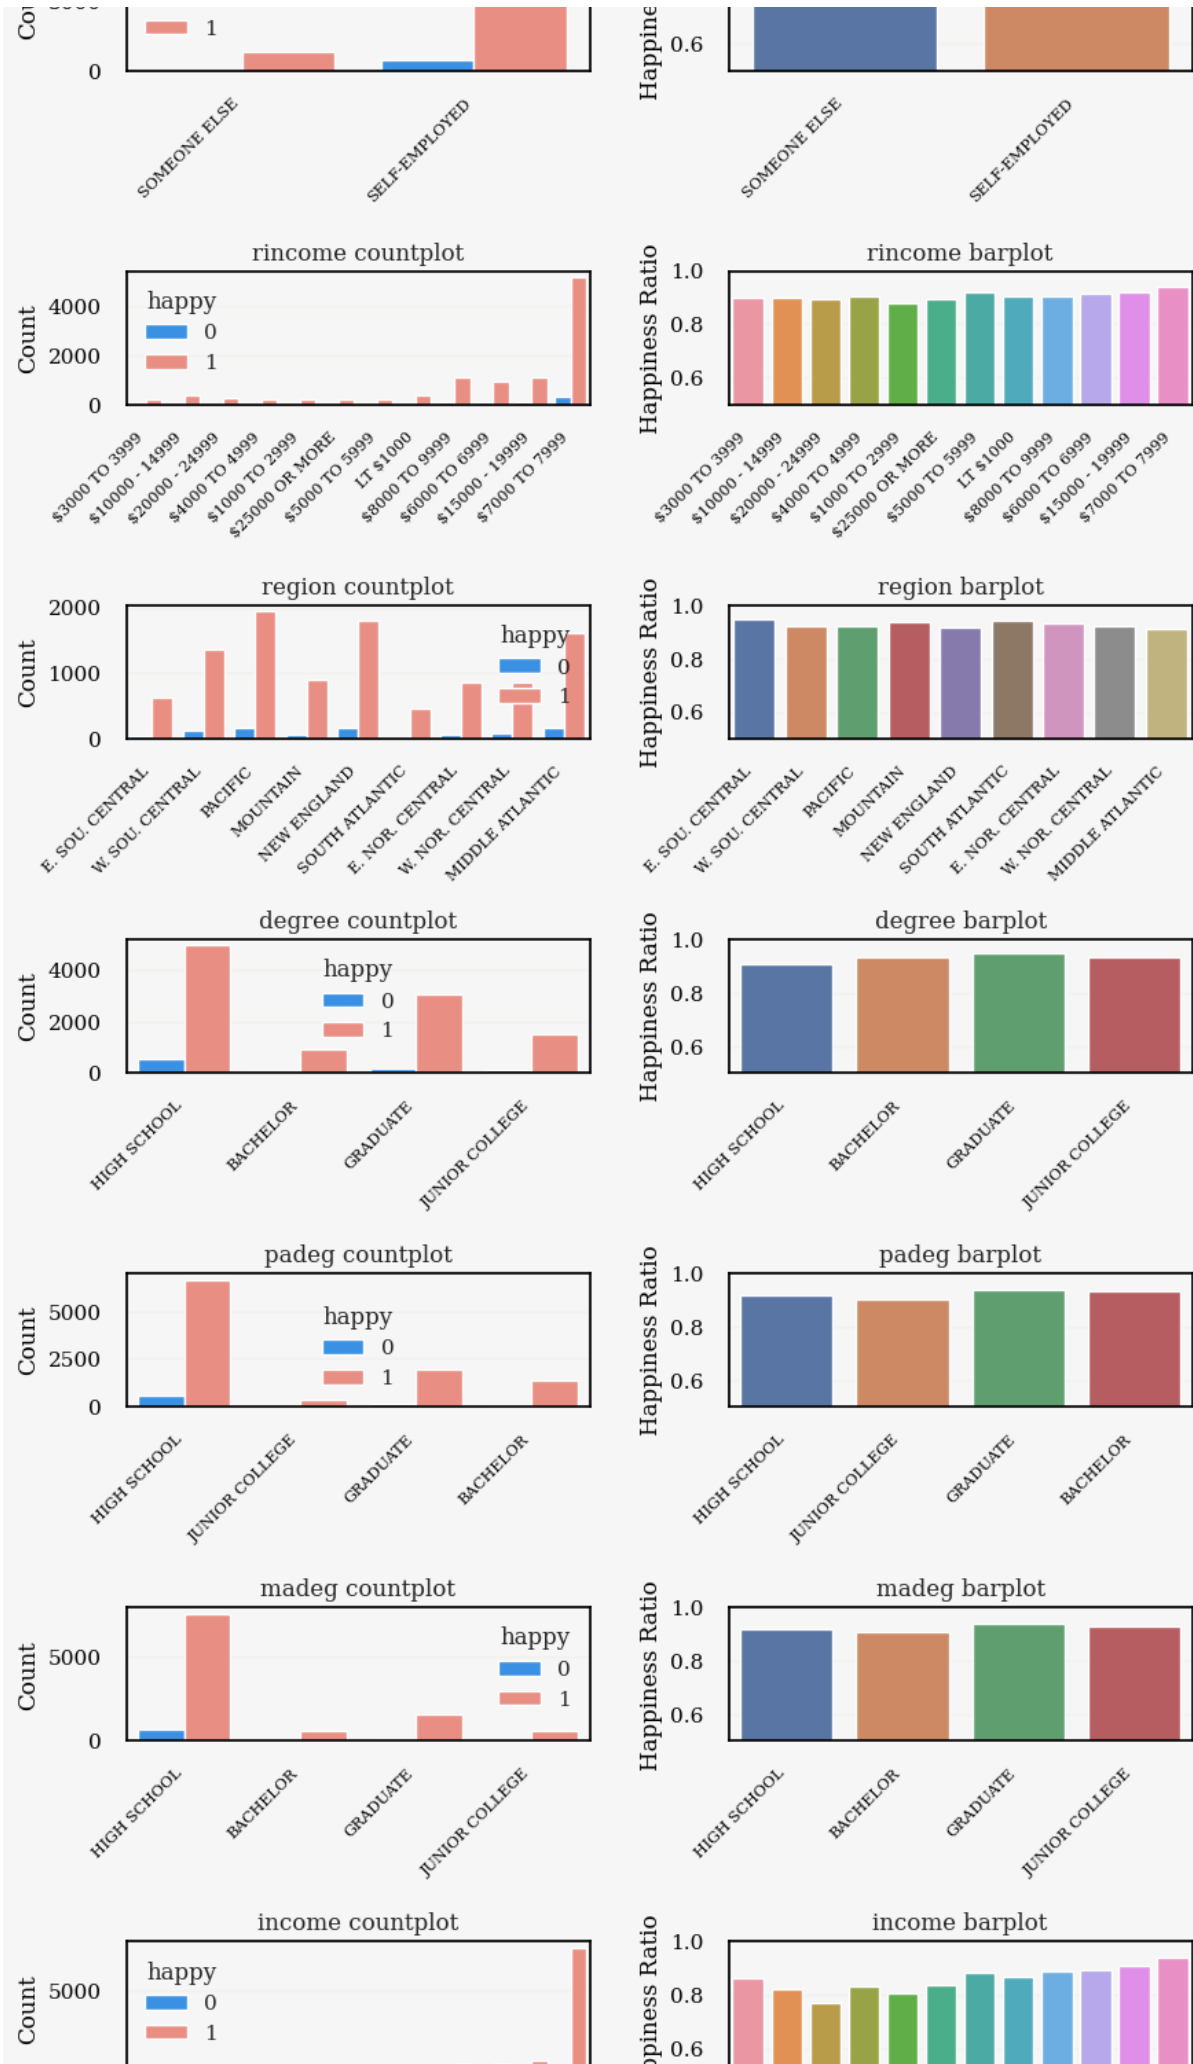 5000
Co
1
0
SOMEONE ELSE
SELF-EMPLOYED
Happine
0.6
SOMEONE ELSE
SELF-EMPLOYED
rincome countplot
Count
4000
2000
0
happy
0
1
$3000 TO 3999
$10000 - 14999
$20000 - 24999
$4000 TO 4999
$1000 TO 2999
$25000 OR MORE
$5000 TO 5999
LT $1000
$8000 TO 9999
$6000 TO 6999
$15000 - 19999
$7000 TO 7999
rincome barplot
Happiness Ratio
1.0
0.8
0.6
$3000 TO 3999
$10000 - 14999
$20000 - 24999
$4000 TO 4999
$1000 TO 2999
$25000 OR MORE
$5000 TO 5999
LT $1000
$8000 TO 9999
$6000 TO 6999
$15000 - 19999
$7000 TO 7999
region countplot
Count
2000
1000
0
happy
0
1
E. SOU. CENTRAL
W. SOU. CENTRAL
PACIFIC
MOUNTAIN
NEW ENGLAND
SOUTH ATLANTIC
E. NOR. CENTRAL
W. NOR. CENTRAL
MIDDLE ATLANTIC
region barplot
Happiness Ratio
1.0
0.8
0.6
E. SOU. CENTRAL
W. SOU. CENTRAL
PACIFIC
MOUNTAIN
NEW ENGLAND
SOUTH ATLANTIC
E. NOR. CENTRAL
W. NOR. CENTRAL
MIDDLE ATLANTIC
degree countplot
Count
4000
2000
0
happy
0
1
HIGH SCHOOL
BACHELOR
GRADUATE
JUNIOR COLLEGE
degree barplot
Happiness Ratio
1.0
0.8
0.6
HIGH SCHOOL
BACHELOR
GRADUATE
JUNIOR COLLEGE
padeg countplot
Count
5000
2500
0
happy
0
1
HIGH SCHOOL
JUNIOR COLLEGE
GRADUATE
BACHELOR
padeg barplot
Happiness Ratio
1.0
0.8
0.6
HIGH SCHOOL
JUNIOR COLLEGE
GRADUATE
BACHELOR
madeg countplot
Count
5000
0
happy
0
1
HIGH SCHOOL
BACHELOR
GRADUATE
JUNIOR COLLEGE
madeg barplot
Happiness Ratio
1.0
0.8
0.6
HIGH SCHOOL
BACHELOR
GRADUATE
JUNIOR COLLEGE
income countplot
Count
5000
happy
0
1
income barplot
piness Ratio
1.0
0.8
0.6